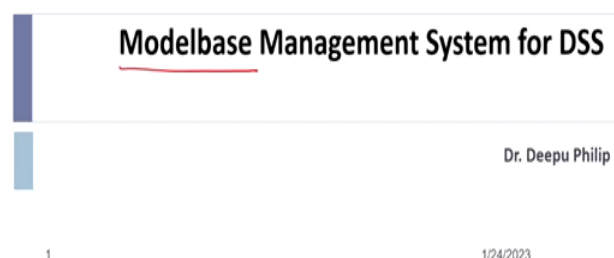 Modelbase Management System for DSS
Dr. Deepu Philip
1
1/24/2023